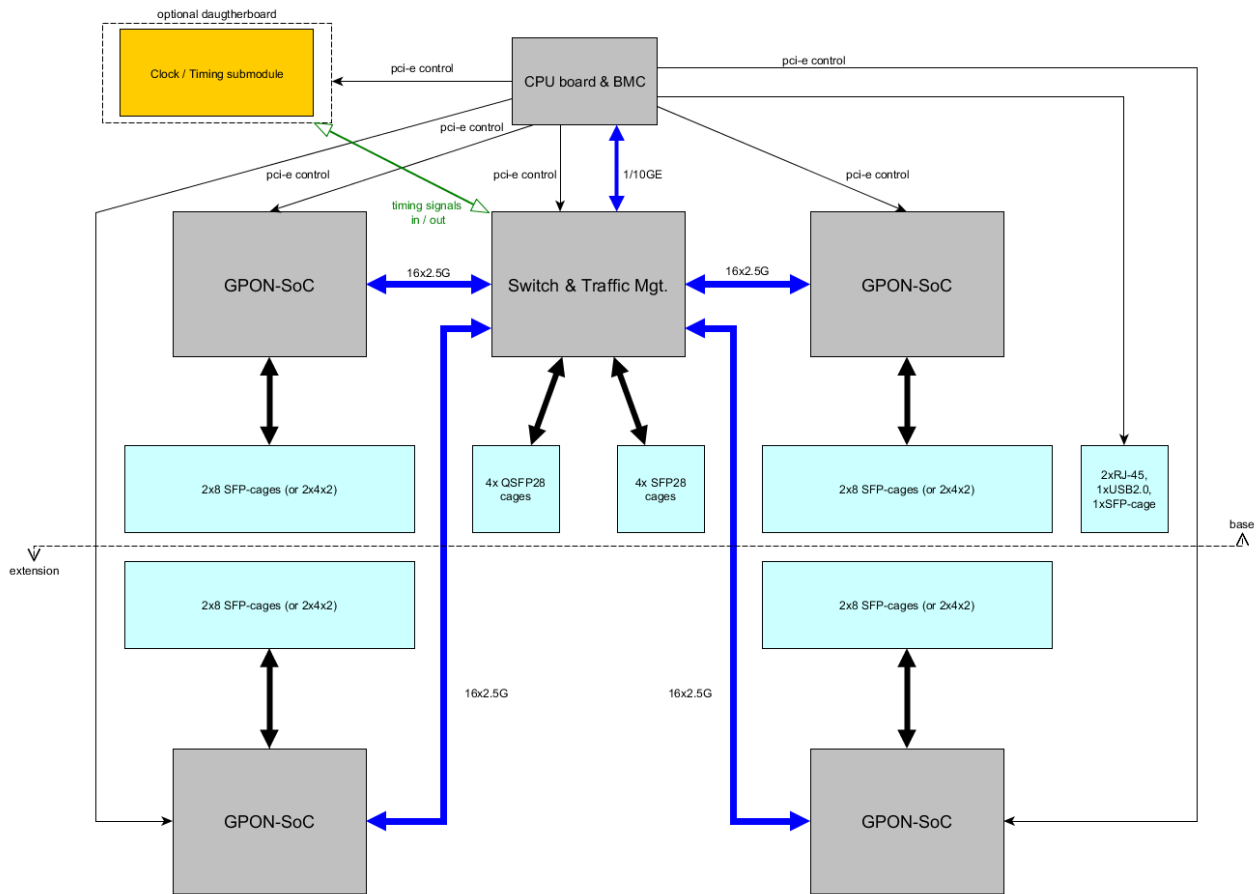 optional daugtherboard
Clock / Timing submodule
pci-e control
CPU board & BMC
pci-e control
pci-e control
pci-e control
pci-e control
1/10GE
pci-e control
timing signals
in / out
GPON-SoC
16x2.5G
Switch & Traffic Mgt.
16x2.5G
GPON-SoC
2x8 SFP-cages (or 2x4x2)
4x QSFP28
cages
4x SFP28
cages
2x8 SFP-cages (or 2x4x2)
2xRJ-45,
1xUSB2.0,
1xSFP-cage
base
extension
2x8 SFP-cages (or 2x4x2)
2x8 SFP-cages (or 2x4x2)
16x2.5G
16x2.5G
GPON-SoC
GPON-SoC